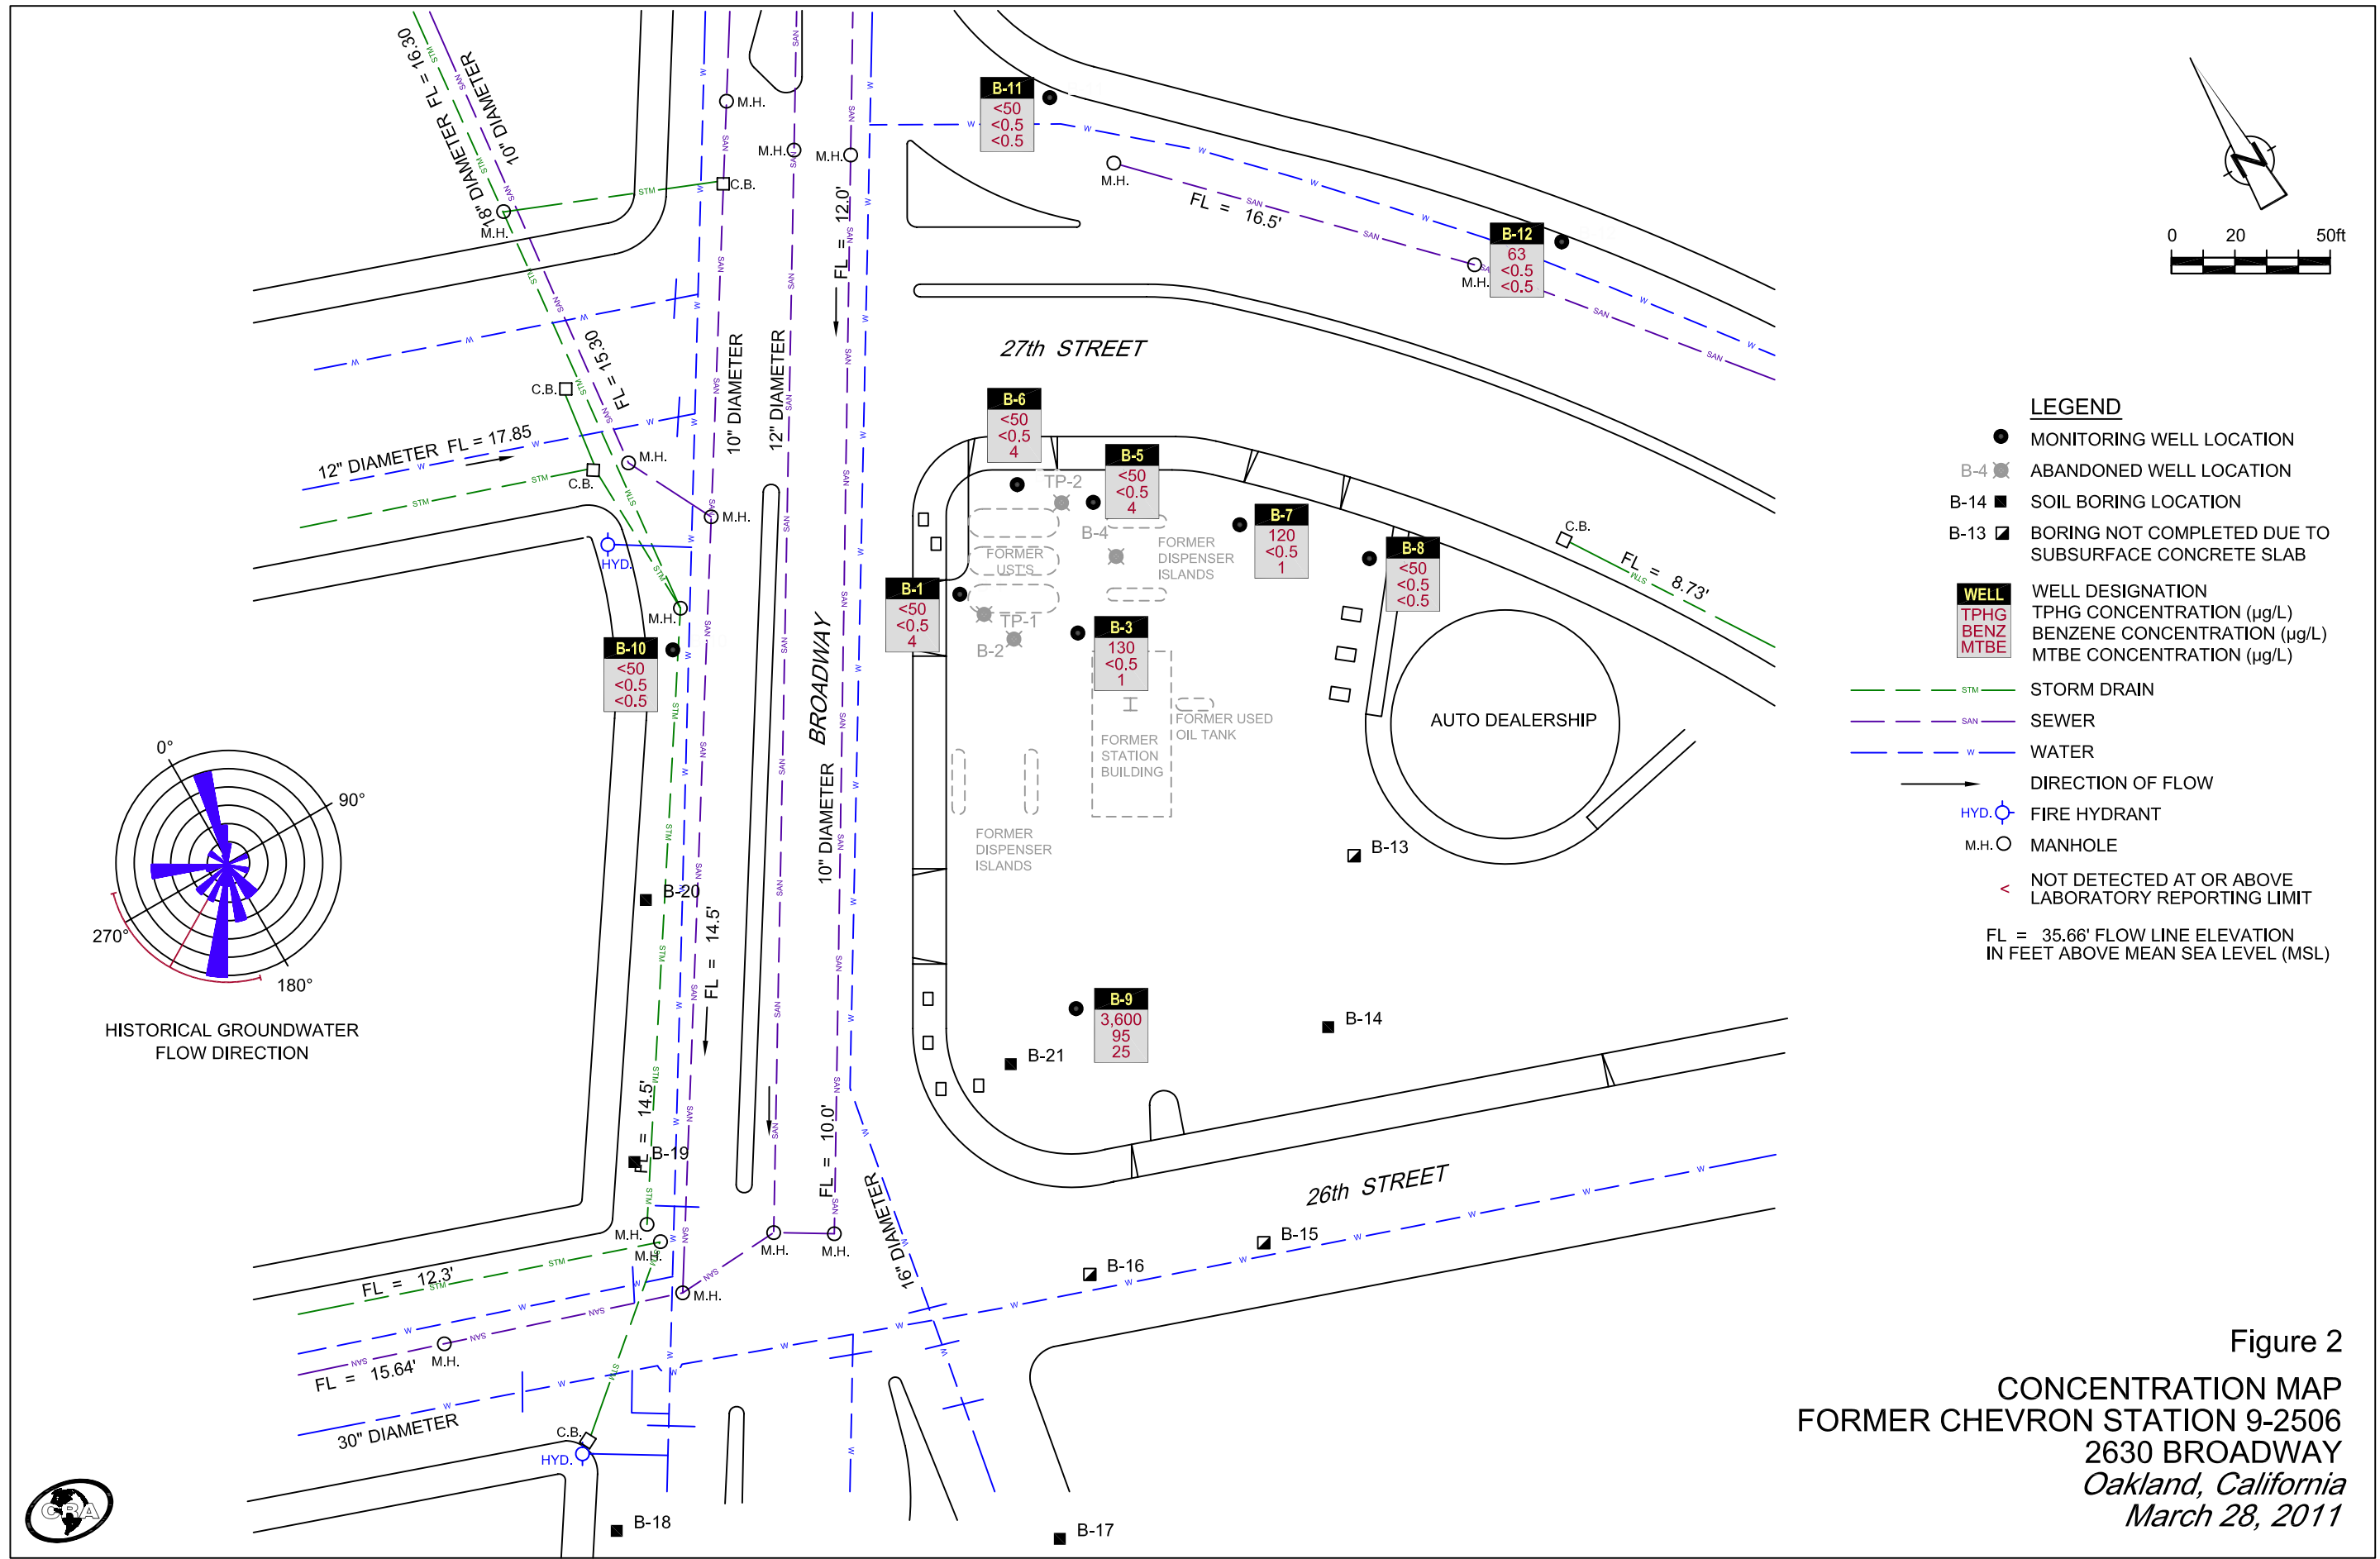 FL = 16.30
18" DIAMETER
10" DIAMETER
STM
SAN
W
M.H.
C.B.
M.H.
M.H.
M.H.
M.H.
FL = 12.0'
B-11
<50
<0.5
<0.5
M.H.
FL = 16.5'
B-12
63
<0.5
<0.5
M.H.
N
0 20 50ft
27th STREET
FL = 15.30
C.B.
12" DIAMETER FL = 17.85
C.B.
M.H.
M.H.
10" DIAMETER
12" DIAMETER
HYD.
M.H.
B-6
<50
<0.5
4
B-5
<50
<0.5
4
TP-2
B-4
B-7
120
<0.5
1
B-8
<50
<0.5
<0.5
C.B.
FL = 8.73'
FORMER
UST'S
FORMER
DISPENSER
ISLANDS
B-1
<50
<0.5
4
TP-1
B-2
B-3
130
<0.5
1
B-10
<50
<0.5
<0.5
BROADWAY
10" DIAMETER
FORMER USED
OIL TANK
FORMER
STATION
BUILDING
FORMER
DISPENSER
ISLANDS
AUTO DEALERSHIP
B-13
LEGEND
MONITORING WELL LOCATION
B-4 ABANDONED WELL LOCATION
B-14 SOIL BORING LOCATION
B-13 BORING NOT COMPLETED DUE TO
SUBSURFACE CONCRETE SLAB
WELL WELL DESIGNATION
TPHG TPHG CONCENTRATION (µg/L)
BENZ BENZENE CONCENTRATION (µg/L)
MTBE MTBE CONCENTRATION (µg/L)
STM STORM DRAIN
SAN SEWER
W WATER
DIRECTION OF FLOW
HYD. FIRE HYDRANT
M.H. MANHOLE
< NOT DETECTED AT OR ABOVE
LABORATORY REPORTING LIMIT
FL = 35.66' FLOW LINE ELEVATION
IN FEET ABOVE MEAN SEA LEVEL (MSL)
0°
90°
180°
270°
HISTORICAL GROUNDWATER
FLOW DIRECTION
B-20
FL = 14.5'
FL = 14.5'
B-19
FL = 10.0'
B-9
3,600
95
25
B-21
B-14
26th STREET
16" DIAMETER
B-15
B-16
M.H.
M.H.
M.H.
M.H.
M.H.
FL = 12.3'
M.H.
FL = 15.64'
30" DIAMETER
C.B.
HYD.
B-18
B-17
CRA
Figure 2
CONCENTRATION MAP
FORMER CHEVRON STATION 9-2506
2630 BROADWAY
Oakland, California
March 28, 2011